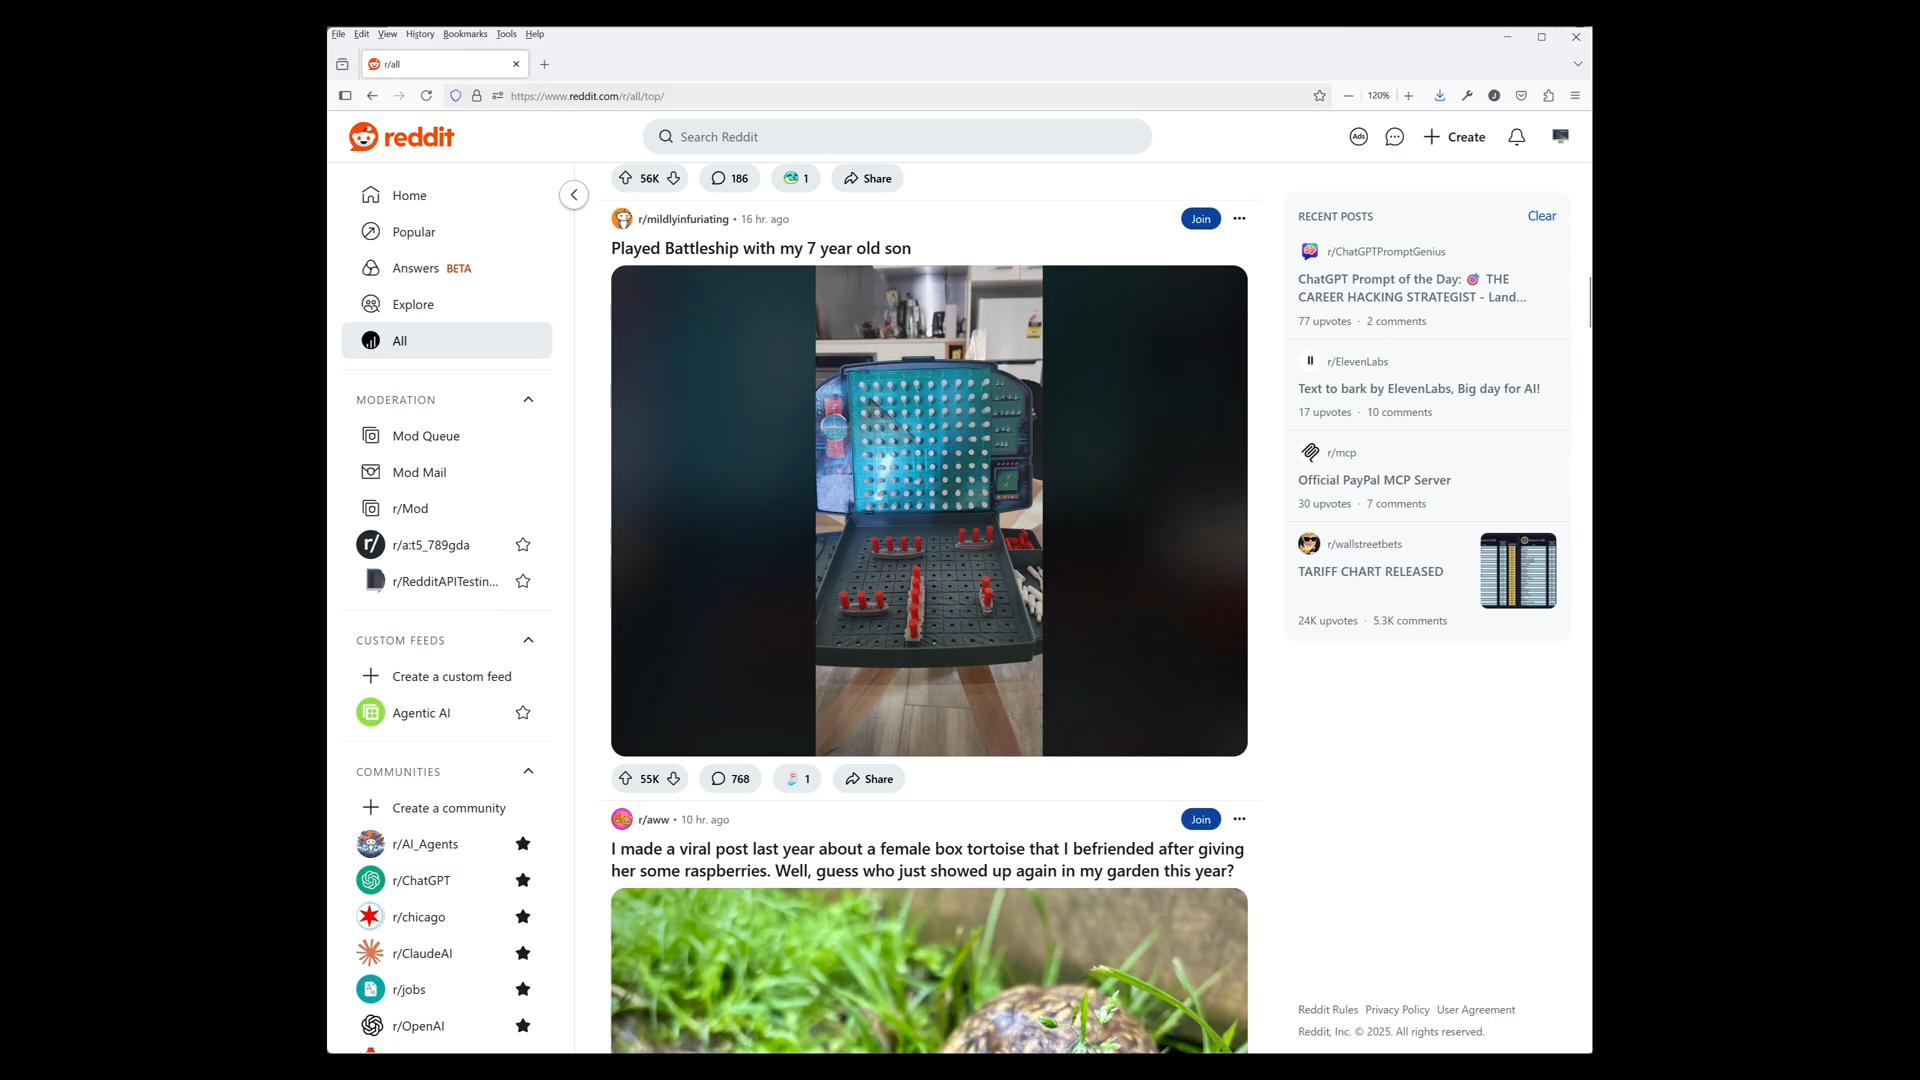 File Edit View History Bookmarks Tools Help
r/all
https://www.reddit.com/r/all/top/
120%
reddit
Search Reddit
Ads
Create
Home
Popular
Answers BETA
Explore
All
MODERATION
Mod Queue
Mod Mail
r/Mod
r/ r/a:t5_789gda
r/RedditAPITestin...
CUSTOM FEEDS
Create a custom feed
Agentic AI
COMMUNITIES
Create a community
r/AI_Agents
r/ChatGPT
r/chicago
r/ClaudeAI
r/jobs
r/OpenAI
56K 186 1 Share
r/mildlyinfuriating • 16 hr. ago
Join
Played Battleship with my 7 year old son
55K 768 1 Share
r/aww • 10 hr. ago
Join
I made a viral post last year about a female box tortoise that I befriended after giving
her some raspberries. Well, guess who just showed up again in my garden this year?
RECENT POSTS
Clear
r/ChatGPTPromptGenius
ChatGPT Prompt of the Day: 🎯 THE
CAREER HACKING STRATEGIST - Land...
77 upvotes · 2 comments
r/ElevenLabs
Text to bark by ElevenLabs, Big day for AI!
17 upvotes · 10 comments
r/mcp
Official PayPal MCP Server
30 upvotes · 7 comments
r/wallstreetbets
TARIFF CHART RELEASED
24K upvotes · 5.3K comments
Reddit Rules Privacy Policy User Agreement
Reddit, Inc. © 2025. All rights reserved.